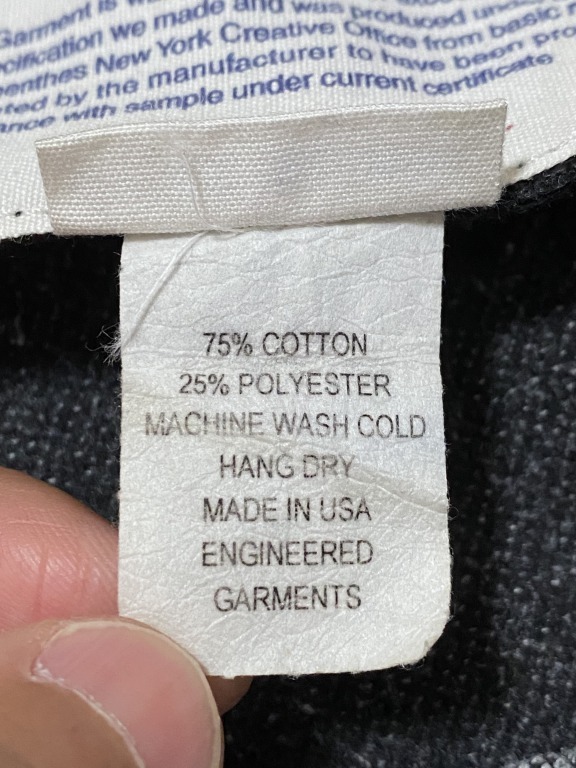 Garment is
we made and was produced
Nepenthes New York Creative Office from basic
by the manufacturer to have been
with sample under current certificate
75% COTTON
25% POLYESTER
MACHINE WASH COLD
HANG DRY
MADE IN USA
ENGINEERED
GARMENTS